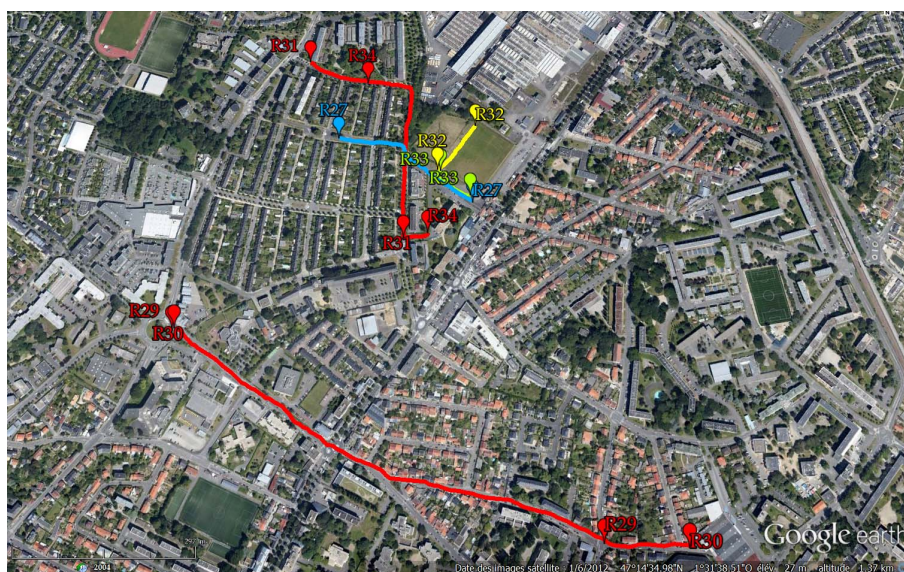 R31
R34
R27
R32
R32
R33
R33
R27
R34
R31
R29
R30
R29
R30
Google earth
2004
Date des images satellite : 1/6/2012 47°14'34.98"N 1°31'38.51"O élév. 27 m altitude 1.37 km